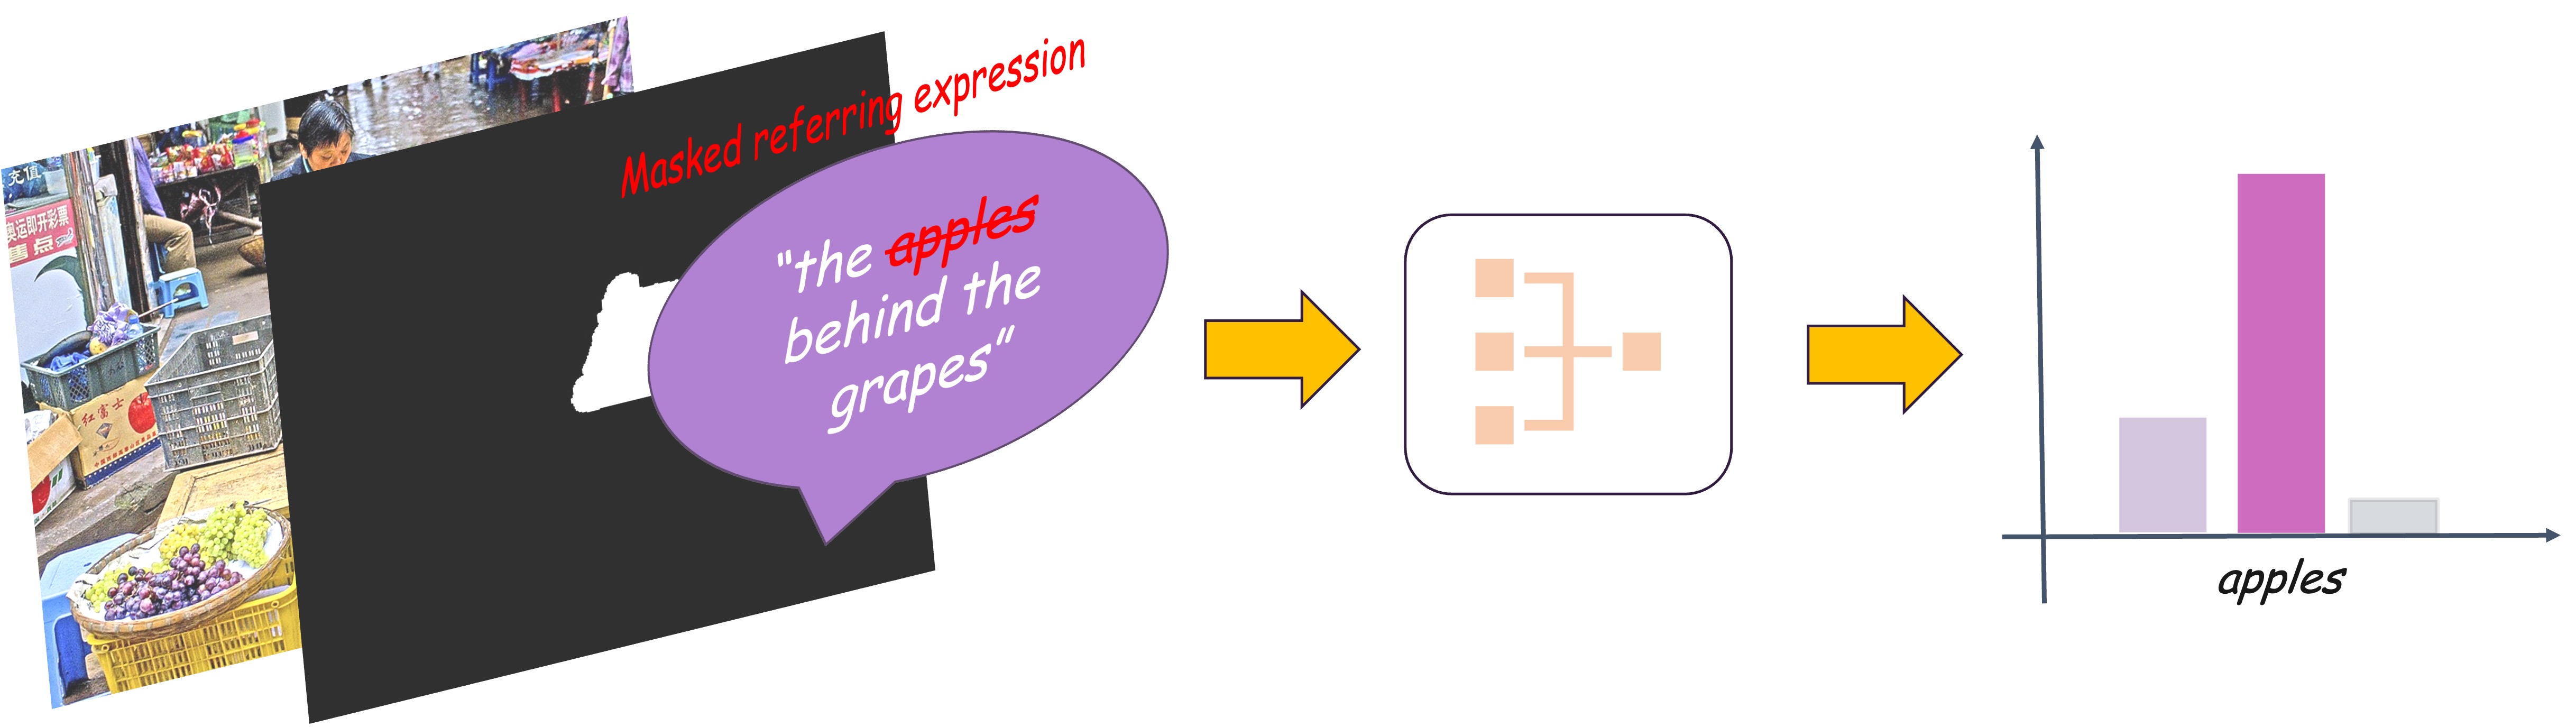 Masked referring expression
"the apples
behind the
grapes"
apples
充值
奥运即开彩票
售点
红富士